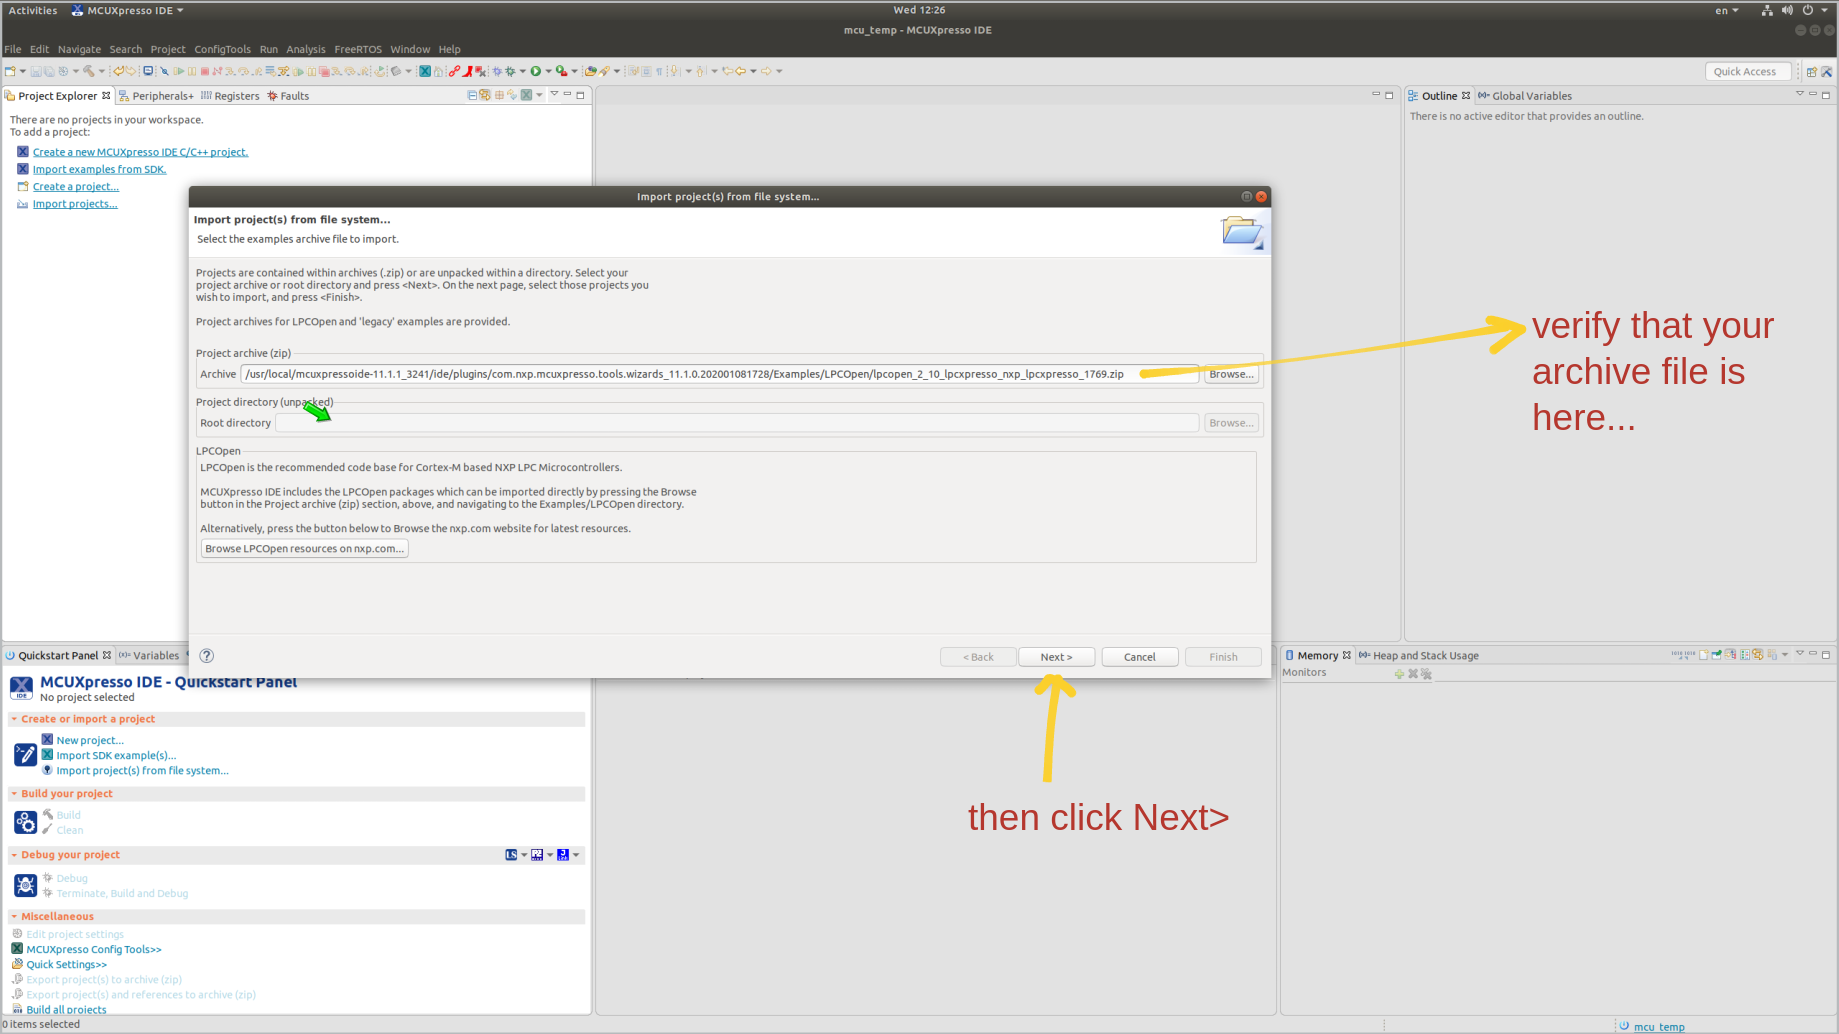 Activities
MCUXpresso IDE
Wed 12:26
en
mcu_temp - MCUXpresso IDE
File Edit Navigate Search Project ConfigTools Run Analysis FreeRTOS Window Help
Quick Access
Project Explorer
Peripherals+
Registers
Faults
Outline
Global Variables
There are no projects in your workspace.
To add a project:
Create a new MCUXpresso IDE C/C++ project.
Import examples from SDK.
Create a project...
Import projects...
There is no active editor that provides an outline.
Import project(s) from file system...
Import project(s) from file system...
Select the examples archive file to import.
Projects are contained within archives (.zip) or are unpacked within a directory. Select your
project archive or root directory and press <Next>. On the next page, select those projects you
wish to import, and press <Finish>.
Project archives for LPCOpen and 'legacy' examples are provided.
Project archive (zip)
Archive /usr/local/mcuxpressoide-11.1.1_3241/ide/plugins/com.nxp.mcuxpresso.tools.wizards_11.1.0.202001081728/Examples/LPCOpen/lpcopen_2_10_lpcxpresso_nxp_lpcxpresso_1769.zip Browse...
Project directory (unpacked)
Root directory Browse...
LPCOpen
LPCOpen is the recommended code base for Cortex-M based NXP LPC Microcontrollers.
MCUXpresso IDE includes the LPCOpen packages which can be imported directly by pressing the Browse
button in the Project archive (zip) section, above, and navigating to the Examples/LPCOpen directory.
Alternatively, press the button below to Browse the nxp.com website for latest resources.
Browse LPCOpen resources on nxp.com...
< Back Next > Cancel Finish
verify that your
archive file is
here...
then click Next>
Quickstart Panel
Variables
MCUXpresso IDE - Quickstart Panel
No project selected
Create or import a project
New project...
Import SDK example(s)...
Import project(s) from file system...
Build your project
Build
Clean
Debug your project
Debug
Terminate, Build and Debug
Miscellaneous
Edit project settings
MCUXpresso Config Tools>>
Quick Settings>>
Export project(s) to archive (zip)
Export project(s) and references to archive (zip)
Build all projects
Memory
Heap and Stack Usage
Monitors
0 items selected
mcu_temp